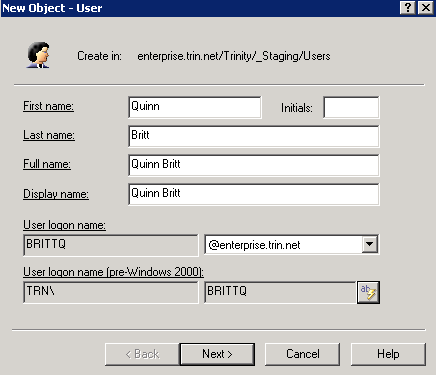 New Object - User
Create in: enterprise.trin.net/Trinity/_Staging/Users
First name: Quinn Initials:
Last name: Britt
Full name: Quinn Britt
Display name: Quinn Britt
User logon name:
BRITTQ @enterprise.trin.net
User logon name (pre-Windows 2000):
TRN\ BRITTQ
< Back Next > Cancel Help